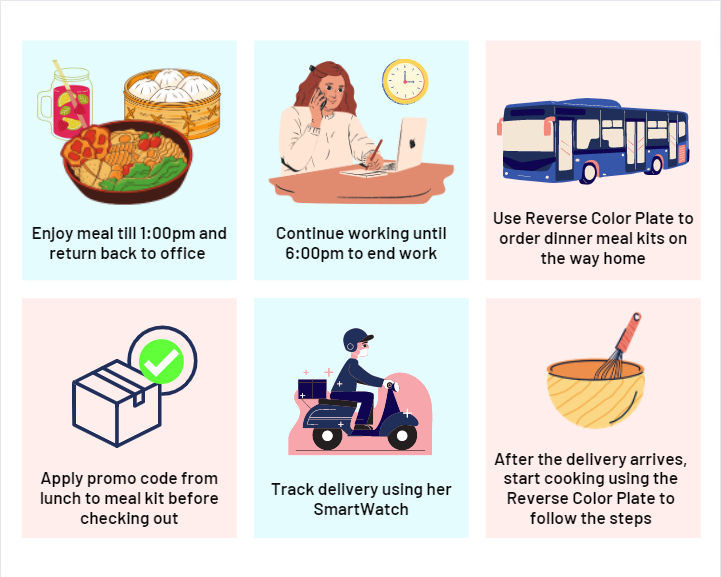 Enjoy meal till 1:00pm and
return back to office
Continue working until
6:00pm to end work
Use Reverse Color Plate to
order dinner meal kits on
the way home
Apply promo code from
lunch to meal kit before
checking out
Track delivery using her
SmartWatch
After the delivery arrives,
start cooking using the
Reverse Color Plate to
follow the steps